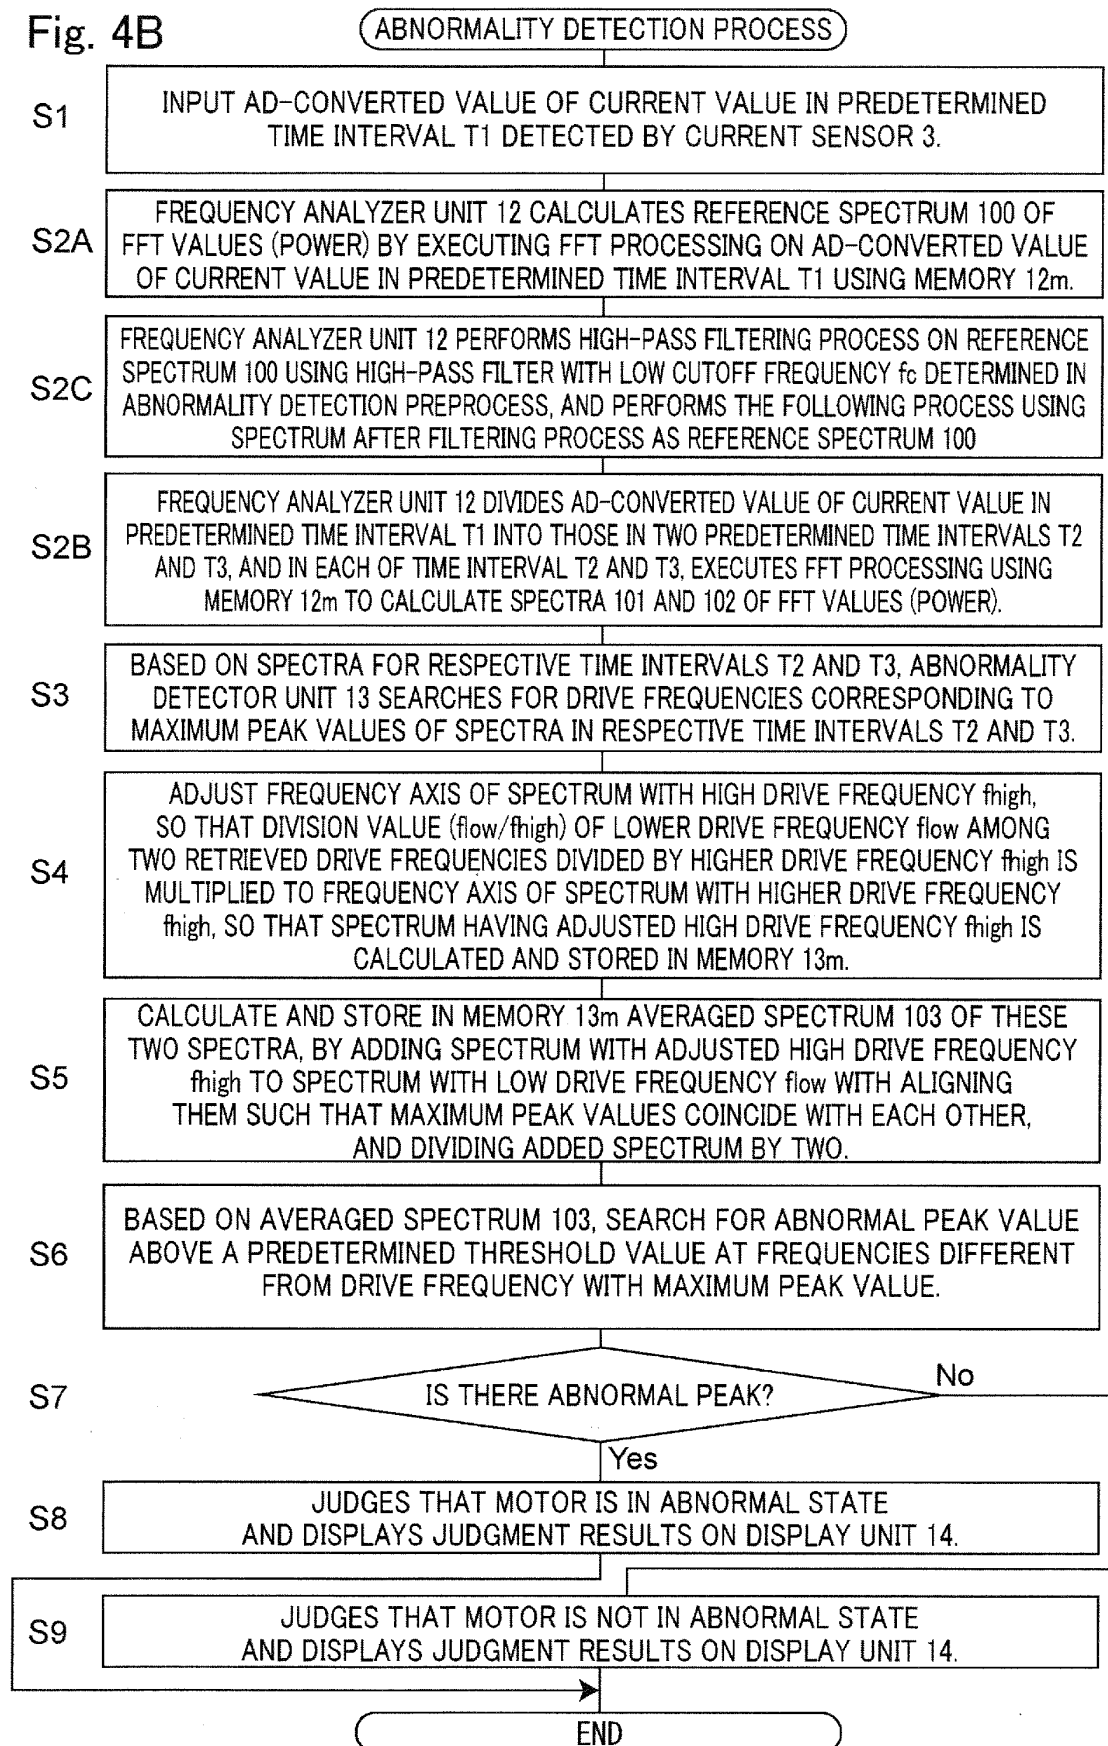 Fig. 4B
ABNORMALITY DETECTION PROCESS
S1
INPUT AD-CONVERTED VALUE OF CURRENT VALUE IN PREDETERMINED
TIME INTERVAL T1 DETECTED BY CURRENT SENSOR 3.
S2A
FREQUENCY ANALYZER UNIT 12 CALCULATES REFERENCE SPECTRUM 100 OF
FFT VALUES (POWER) BY EXECUTING FFT PROCESSING ON AD-CONVERTED VALUE
OF CURRENT VALUE IN PREDETERMINED TIME INTERVAL T1 USING MEMORY 12m.
S2C
FREQUENCY ANALYZER UNIT 12 PERFORMS HIGH-PASS FILTERING PROCESS ON REFERENCE
SPECTRUM 100 USING HIGH-PASS FILTER WITH LOW CUTOFF FREQUENCY fc DETERMINED IN
ABNORMALITY DETECTION PREPROCESS, AND PERFORMS THE FOLLOWING PROCESS USING
SPECTRUM AFTER FILTERING PROCESS AS REFERENCE SPECTRUM 100
S2B
FREQUENCY ANALYZER UNIT 12 DIVIDES AD-CONVERTED VALUE OF CURRENT VALUE IN
PREDETERMINED TIME INTERVAL T1 INTO THOSE IN TWO PREDETERMINED TIME INTERVALS T2
AND T3, AND IN EACH OF TIME INTERVAL T2 AND T3, EXECUTES FFT PROCESSING USING
MEMORY 12m TO CALCULATE SPECTRA 101 AND 102 OF FFT VALUES (POWER).
S3
BASED ON SPECTRA FOR RESPECTIVE TIME INTERVALS T2 AND T3, ABNORMALITY
DETECTOR UNIT 13 SEARCHES FOR DRIVE FREQUENCIES CORRESPONDING TO
MAXIMUM PEAK VALUES OF SPECTRA IN RESPECTIVE TIME INTERVALS T2 AND T3.
S4
ADJUST FREQUENCY AXIS OF SPECTRUM WITH HIGH DRIVE FREQUENCY fhigh,
SO THAT DIVISION VALUE (flow/fhigh) OF LOWER DRIVE FREQUENCY flow AMONG
TWO RETRIEVED DRIVE FREQUENCIES DIVIDED BY HIGHER DRIVE FREQUENCY fhigh IS
MULTIPLIED TO FREQUENCY AXIS OF SPECTRUM WITH HIGHER DRIVE FREQUENCY
fhigh, SO THAT SPECTRUM HAVING ADJUSTED HIGH DRIVE FREQUENCY fhigh IS
CALCULATED AND STORED IN MEMORY 13m.
S5
CALCULATE AND STORE IN MEMORY 13m AVERAGED SPECTRUM 103 OF THESE
TWO SPECTRA, BY ADDING SPECTRUM WITH ADJUSTED HIGH DRIVE FREQUENCY
fhigh TO SPECTRUM WITH LOW DRIVE FREQUENCY flow WITH ALIGNING
THEM SUCH THAT MAXIMUM PEAK VALUES COINCIDE WITH EACH OTHER,
AND DIVIDING ADDED SPECTRUM BY TWO.
S6
BASED ON AVERAGED SPECTRUM 103, SEARCH FOR ABNORMAL PEAK VALUE
ABOVE A PREDETERMINED THRESHOLD VALUE AT FREQUENCIES DIFFERENT
FROM DRIVE FREQUENCY WITH MAXIMUM PEAK VALUE.
S7
IS THERE ABNORMAL PEAK?
No
Yes
S8
JUDGES THAT MOTOR IS IN ABNORMAL STATE
AND DISPLAYS JUDGMENT RESULTS ON DISPLAY UNIT 14.
S9
JUDGES THAT MOTOR IS NOT IN ABNORMAL STATE
AND DISPLAYS JUDGMENT RESULTS ON DISPLAY UNIT 14.
END